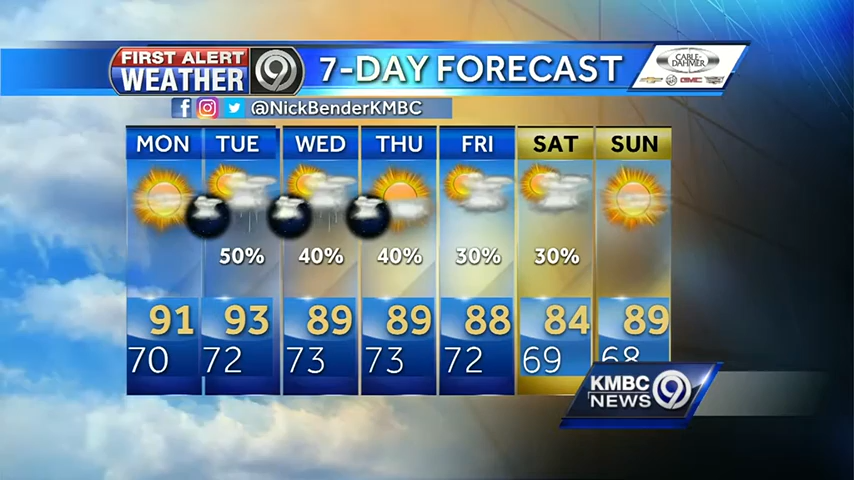 FIRST ALERT
WEATHER 9
7-DAY FORECAST
CABLE-
DAHMER
GMC
@NickBenderKMBC
MON TUE WED THU FRI SAT SUN
50% 40% 40% 30% 30%
91 93 89 89 88 84 89
70 72 73 73 72 69 68
KMBC 9
NEWS